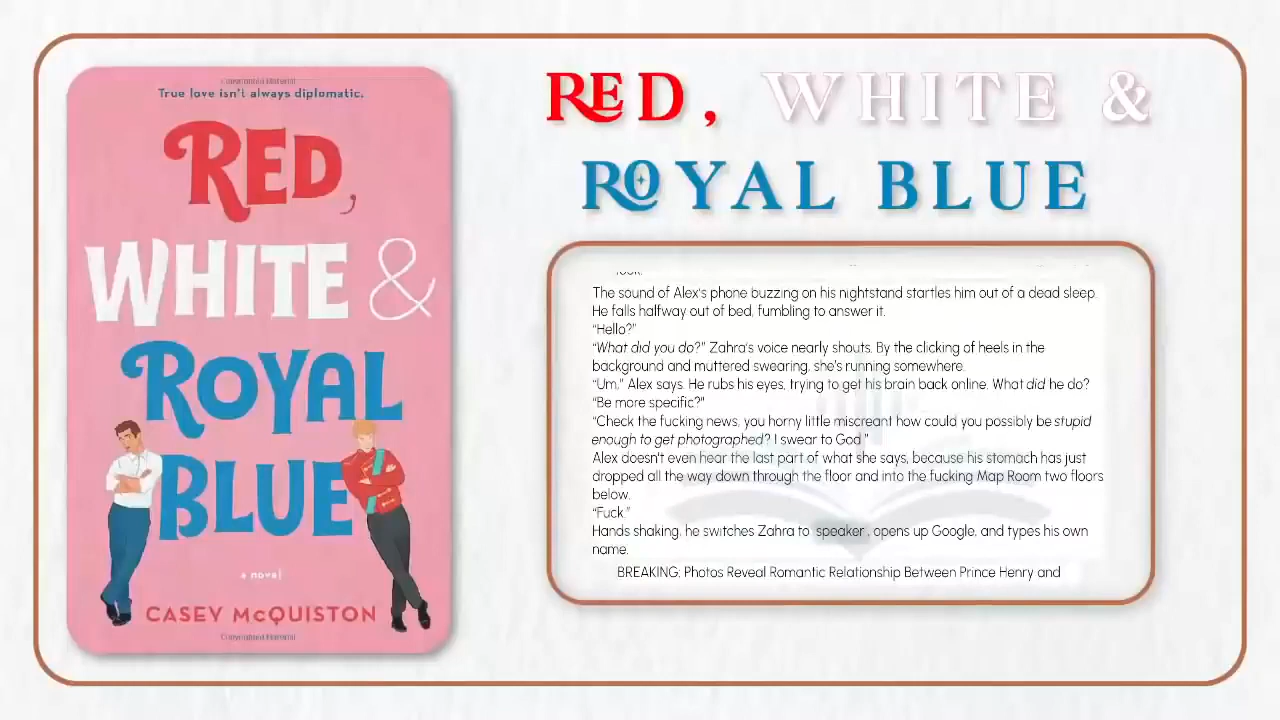 Copyrighted Material
True love isn't always diplomatic.
RED,
WHITE &
ROYAL
BLUE
a novel
CASEY McQUISTON
Copyrighted Material
RED, WHITE &
ROYAL BLUE
The sound of Alex's phone buzzing on his nightstand startles him out of a dead sleep.
He falls halfway out of bed, fumbling to answer it.
“Hello?”
“What did you do?” Zahra's voice nearly shouts. By the clicking of heels in the
background and muttered swearing, she's running somewhere.
“Um,” Alex says. He rubs his eyes, trying to get his brain back online. What did he do?
“Be more specific?”
“Check the fucking news, you horny little miscreant how could you possibly be stupid
enough to get photographed? I swear to God”
Alex doesn't even hear the last part of what she says, because his stomach has just
dropped all the way down through the floor and into the fucking Map Room two floors
below.
“Fuck.”
Hands shaking, he switches Zahra to speaker , opens up Google, and types his own
name.
BREAKING: Photos Reveal Romantic Relationship Between Prince Henry and